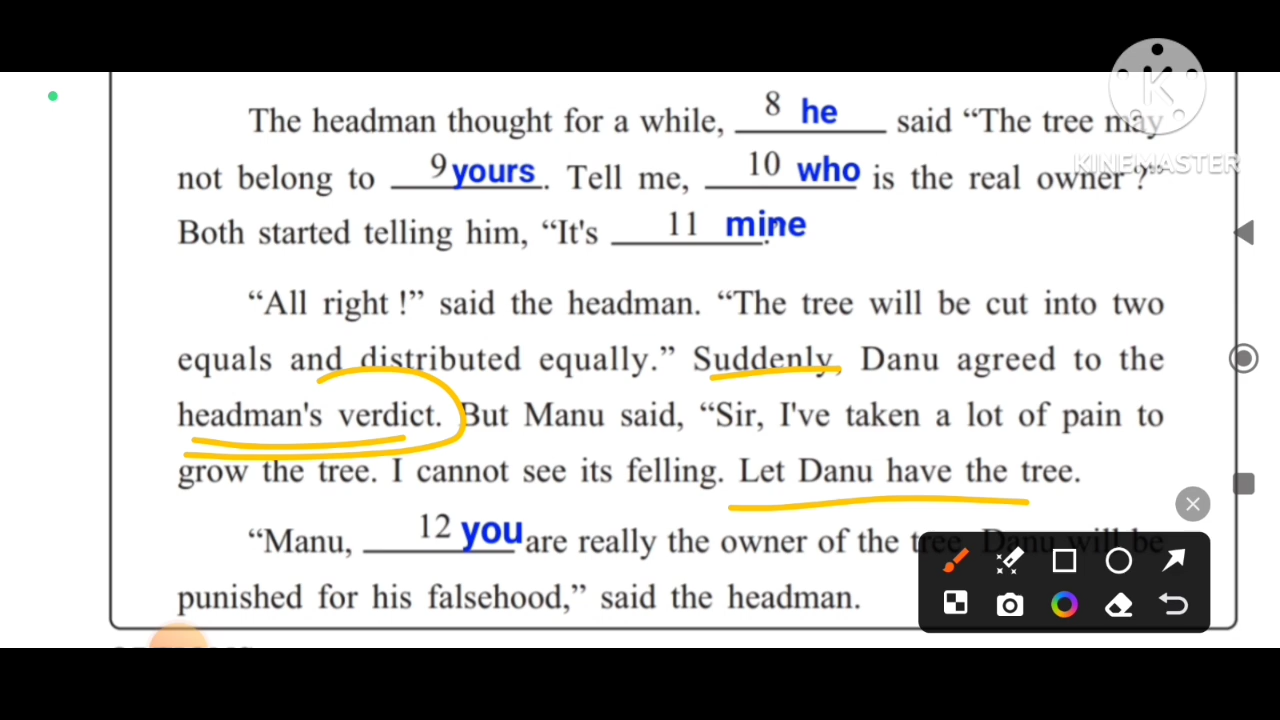 KINEMASTER
The headman thought for a while, 8 he said “The tree may
not belong to 9 yours. Tell me, 10 who is the real owner ?”
Both started telling him, “It's 11 mine
“All right !” said the headman. “The tree will be cut into two
equals and distributed equally.” Suddenly, Danu agreed to the
headman's verdict. But Manu said, “Sir, I've taken a lot of pain to
grow the tree. I cannot see its felling. Let Danu have the tree.
“Manu, 12 you are really the owner of the tree. Danu will be
punished for his falsehood,” said the headman.